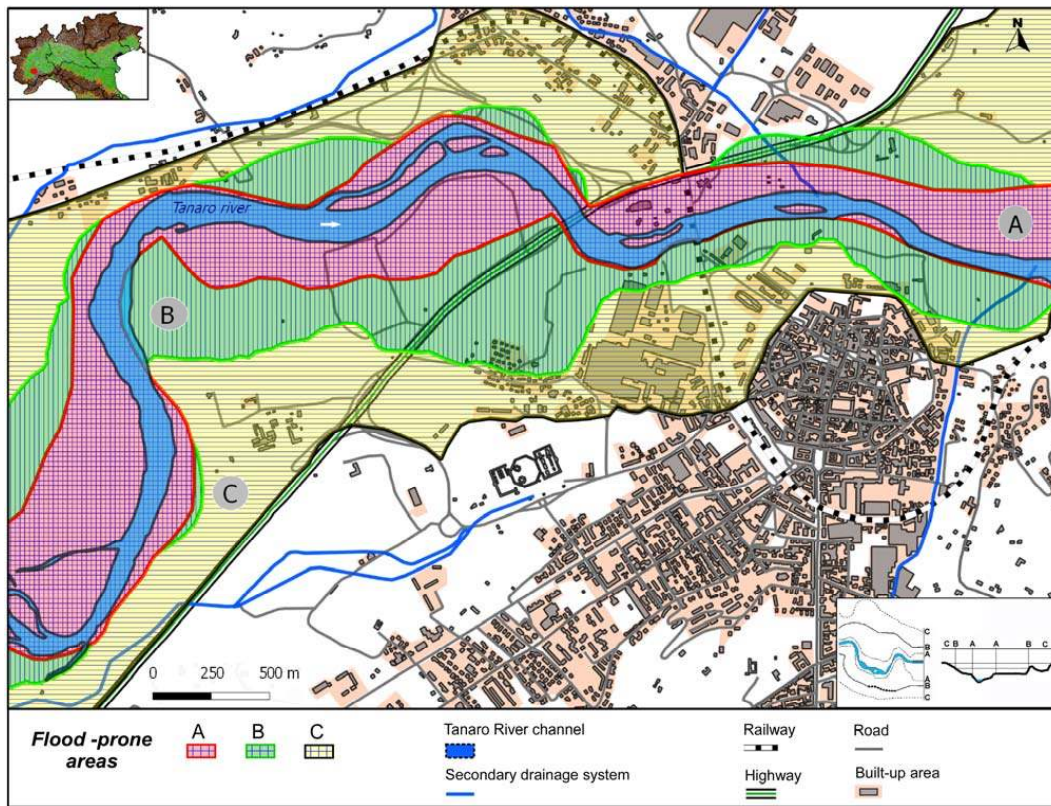 N
Tanaro river
A
B
C
0 250 500 m
C
B
A
A
B
C
C B A A B C
Flood -prone
areas
A B C
Tanaro River channel
Secondary drainage system
Railway
Highway
Road
Built-up area